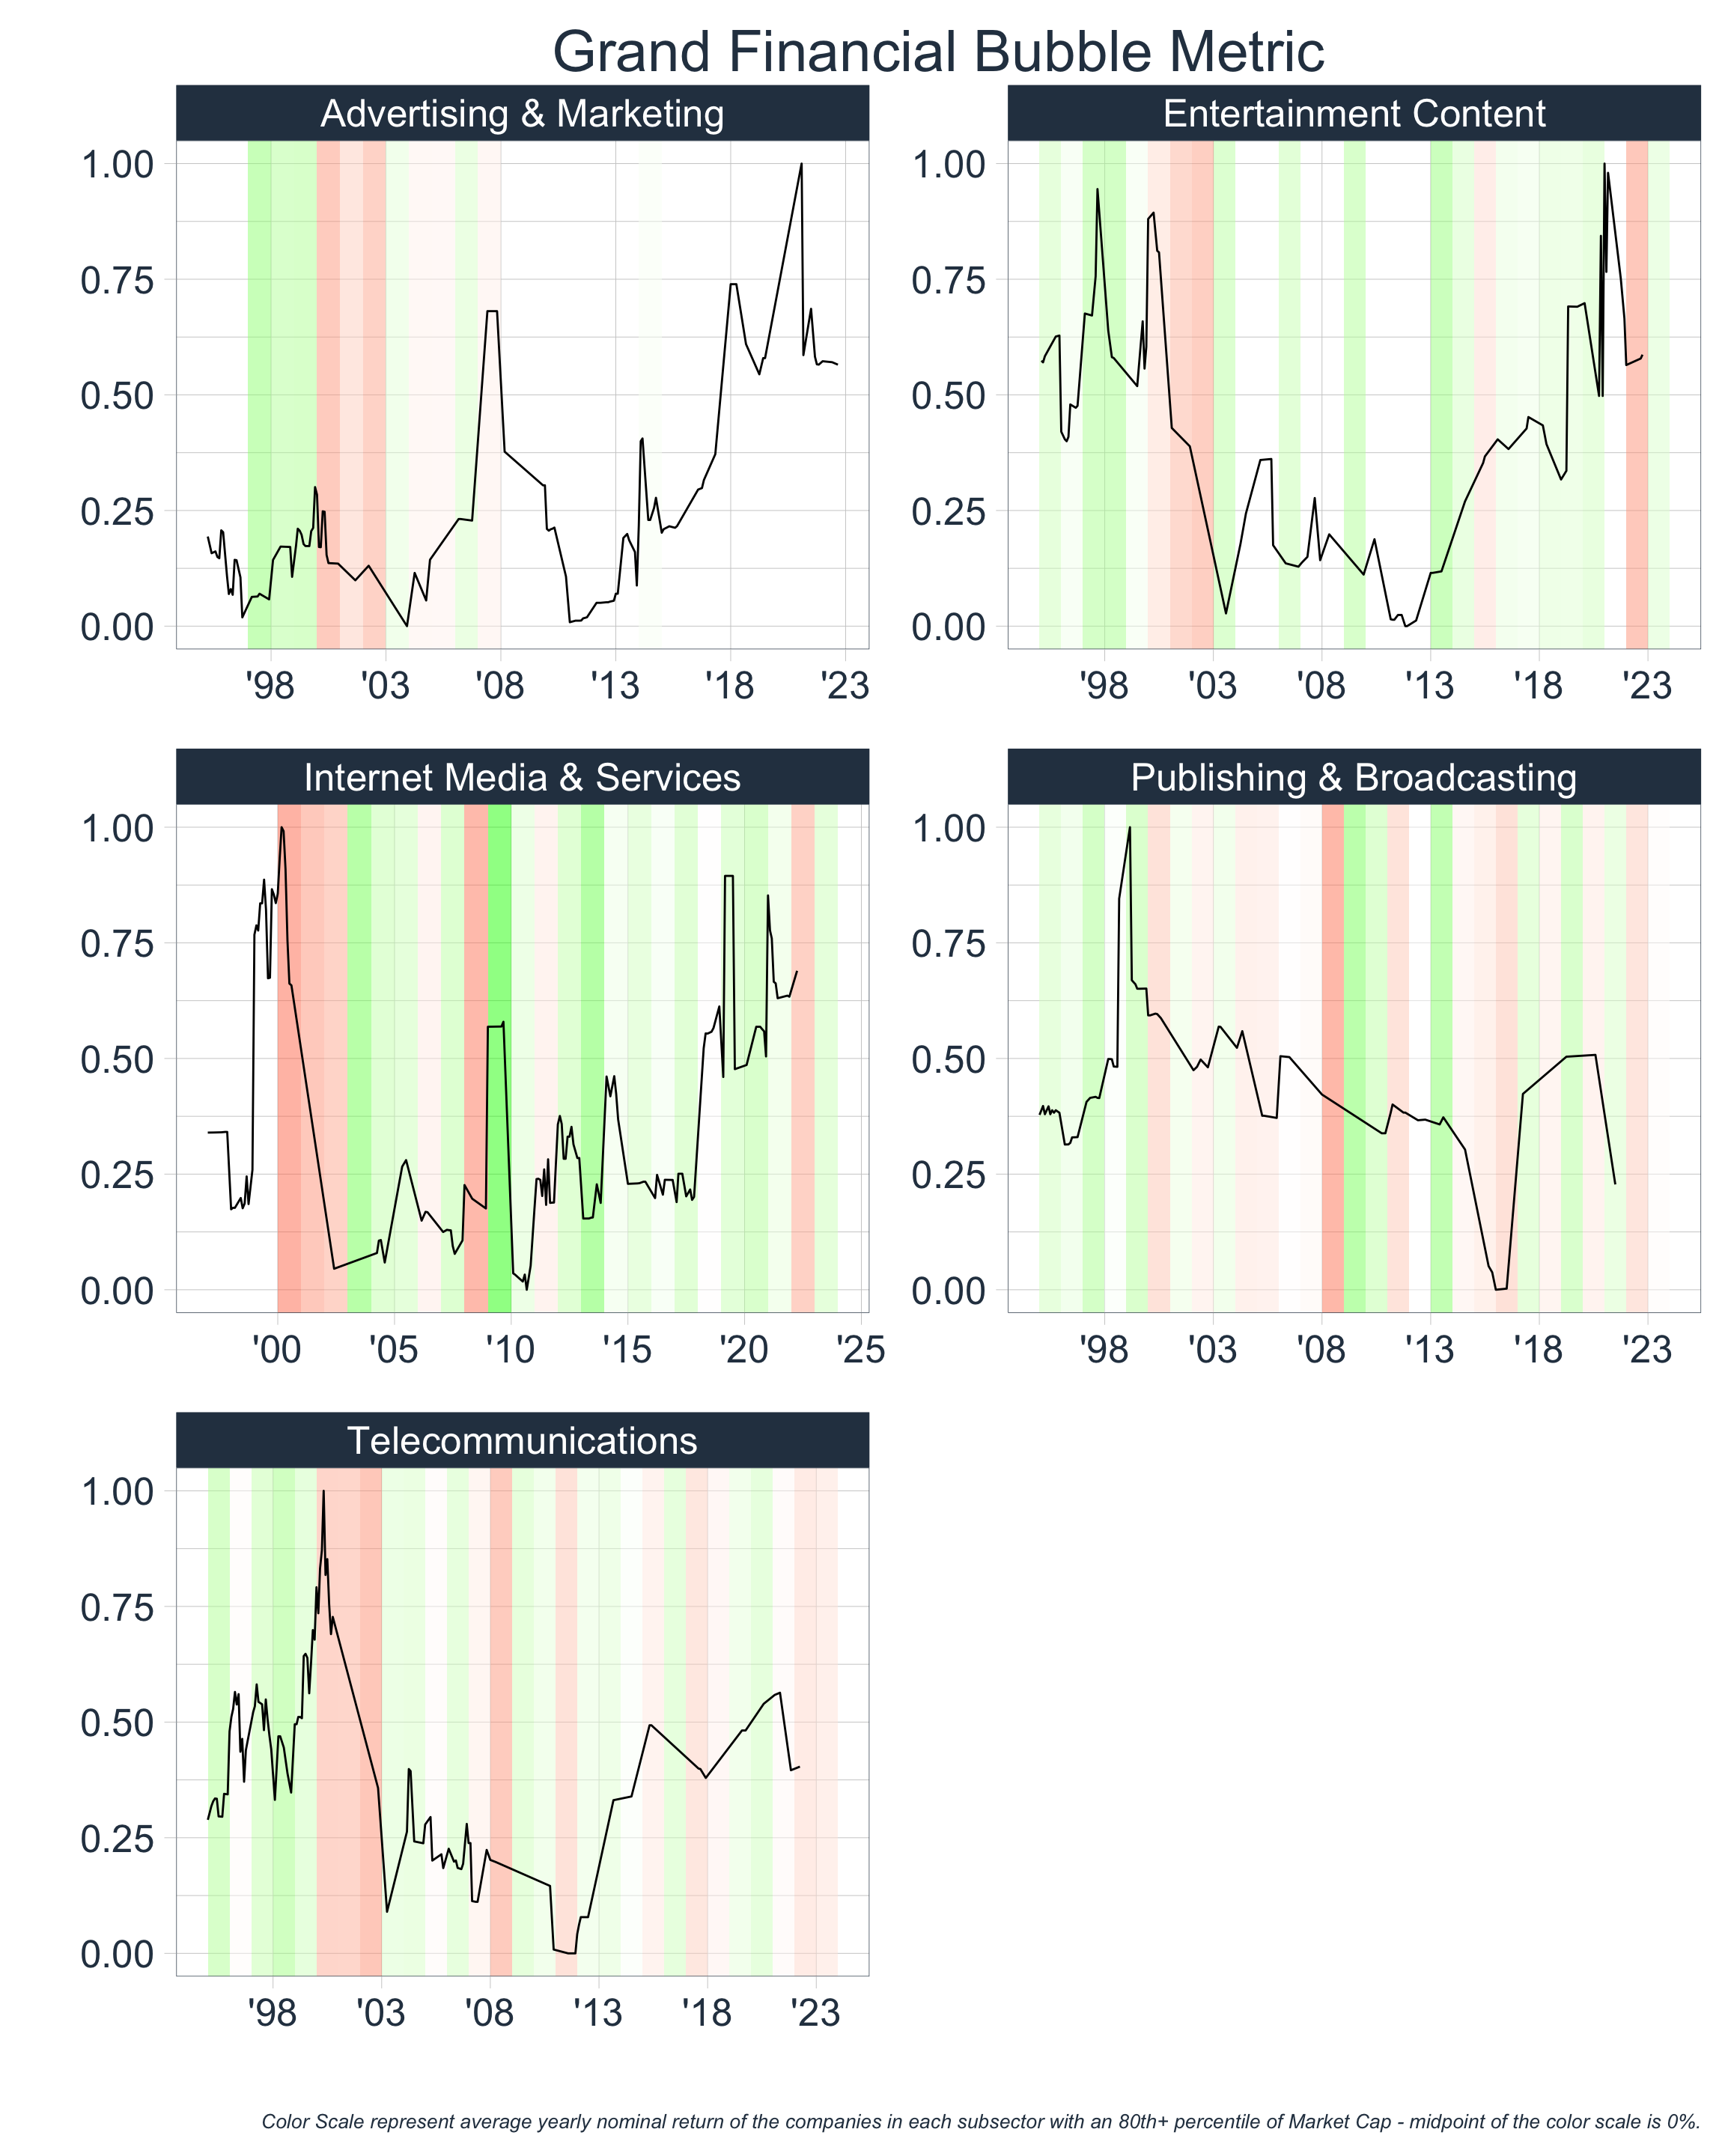 Grand Financial Bubble Metric
Advertising & Marketing
1.00
0.75
0.50
0.25
0.00
'98 '03 '08 '13 '18 '23
Entertainment Content
1.00
0.75
0.50
0.25
0.00
'98 '03 '08 '13 '18 '23
Internet Media & Services
1.00
0.75
0.50
0.25
0.00
'00 '05 '10 '15 '20 '25
Publishing & Broadcasting
1.00
0.75
0.50
0.25
0.00
'98 '03 '08 '13 '18 '23
Telecommunications
1.00
0.75
0.50
0.25
0.00
'98 '03 '08 '13 '18 '23
Color Scale represent average yearly nominal return of the companies in each subsector with an 80th+ percentile of Market Cap - midpoint of the color scale is 0%.